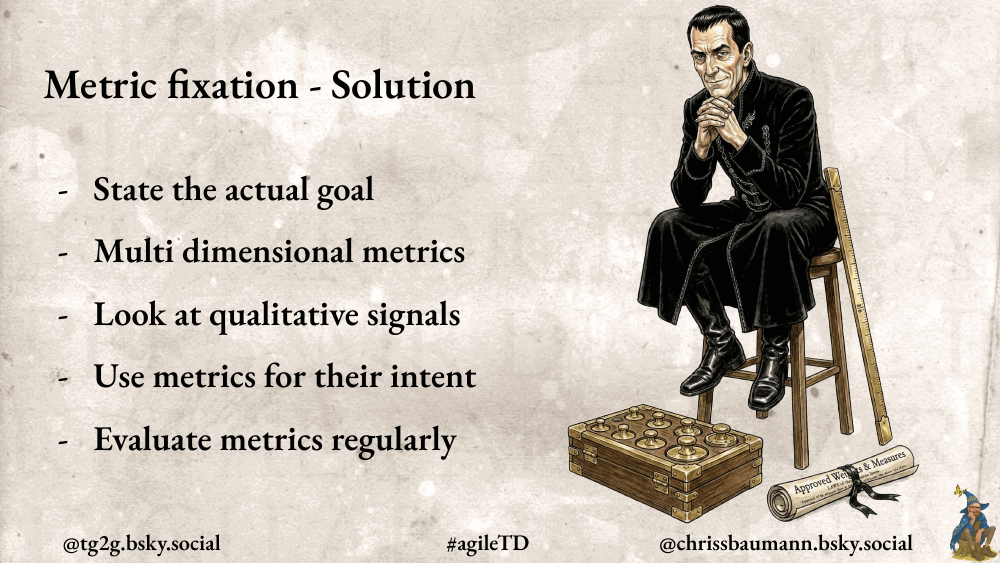 Metric fixation - Solution
- State the actual goal
- Multi dimensional metrics
- Look at qualitative signals
- Use metrics for their intent
- Evaluate metrics regularly
Approved Weights & Measures
@tg2g.bsky.social
#agileTD
@chrissbaumann.bsky.social